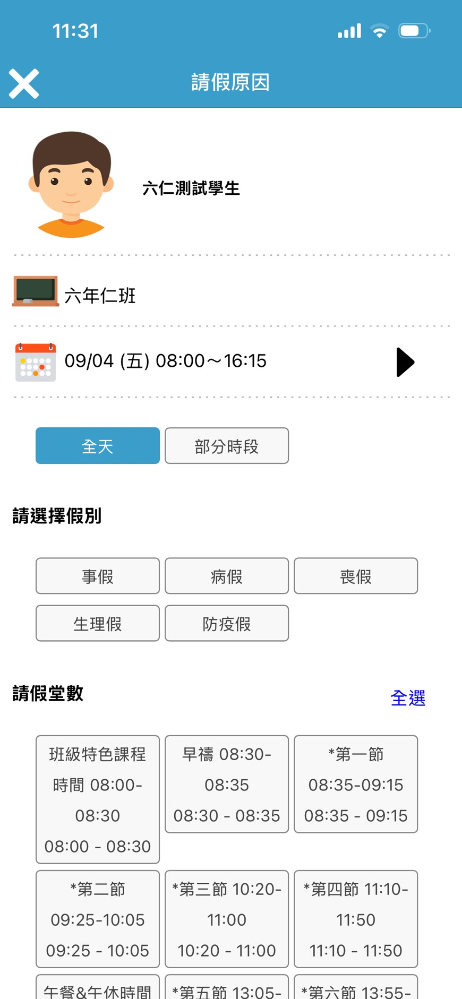 11:31
請假原因
六仁測試學生
六年仁班
09/04 (五) 08:00～16:15
全天
部分時段
請選擇假別
事假
病假
喪假
生理假
防疫假
請假堂數
全選
班級特色課程
時間 08:00-
08:30
08:00 - 08:30
早禱 08:30-
08:35
08:30 - 08:35
*第一節
08:35-09:15
08:35 - 09:15
*第二節
09:25-10:05
09:25 - 10:05
*第三節 10:20-
11:00
10:20 - 11:00
*第四節 11:10-
11:50
11:10 - 11:50
午餐&午休時間
*第五節 13:05-
*第六節 13:55-